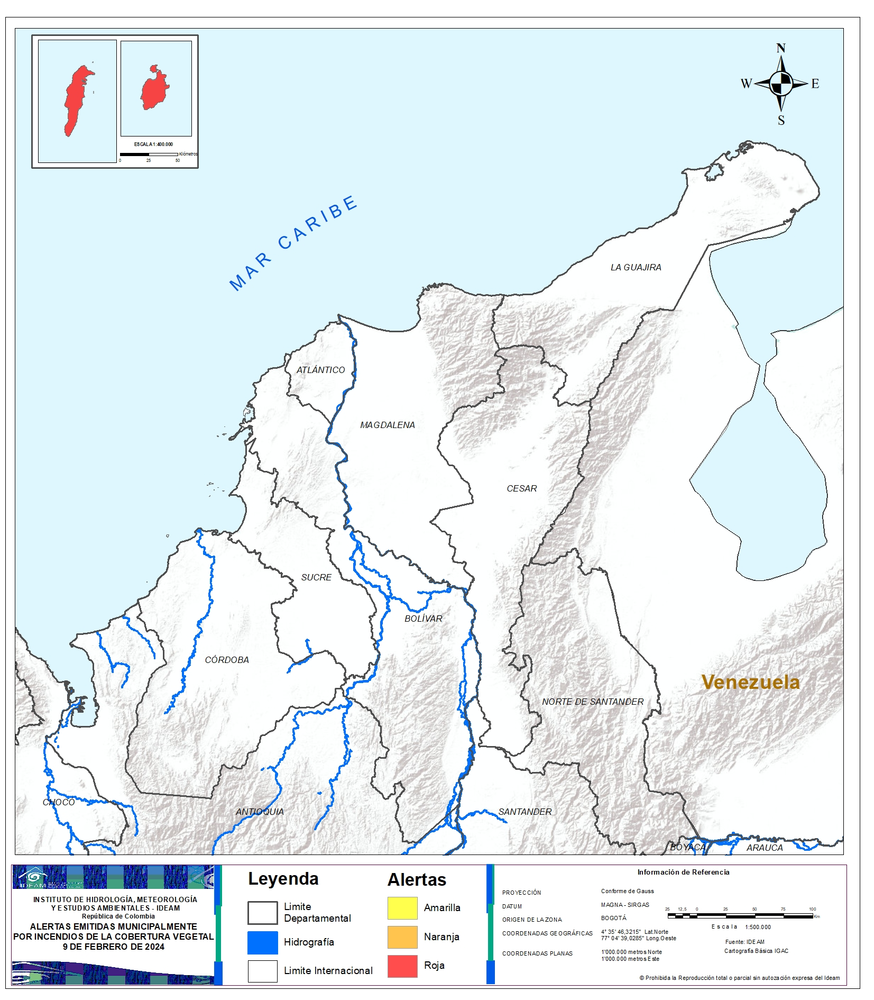 N
W
E
S
ESCALA 1:400.000
Kilómetros
0 25 50
MAR CARIBE
LA GUAJIRA
ATLÁNTICO
MAGDALENA
CESAR
SUCRE
BOLÍVAR
CÓRDOBA
Venezuela
NORTE DE SANTANDER
CHOCÓ
ANTIOQUIA
SANTANDER
BOYACÁ
ARAUCA
IDEAM
INSTITUTO DE HIDROLOGÍA, METEOROLOGÍA
Y ESTUDIOS AMBIENTALES - IDEAM
República de Colombia
ALERTAS EMITIDAS MUNICIPALMENTE
POR INCENDIOS DE LA COBERTURA VEGETAL
9 DE FEBRERO DE 2024
Leyenda
Limite
Departamental
Hidrografía
Limite Internacional
Alertas
Amarilla
Naranja
Roja
Información de Referencia
PROYECCIÓN Conforme de Gauss
DATUM MAGNA - SIRGAS
ORIGEN DE LA ZONA BOGOTÁ
COORDENADAS GEOGRÁFICAS 4° 35' 46,3215'' Lat.Norte
77° 04' 39,0285'' Long.Oeste
COORDENADAS PLANAS 1'000.000 metros Norte
1'000.000 metros Este
25 12,5 0 25 50 75 100
Km
Escala 1:500.000
Fuente: IDEAM
Cartografía Básica IGAC
© Prohibida la Reproducción total o parcial sin autozación expresa del Ideam